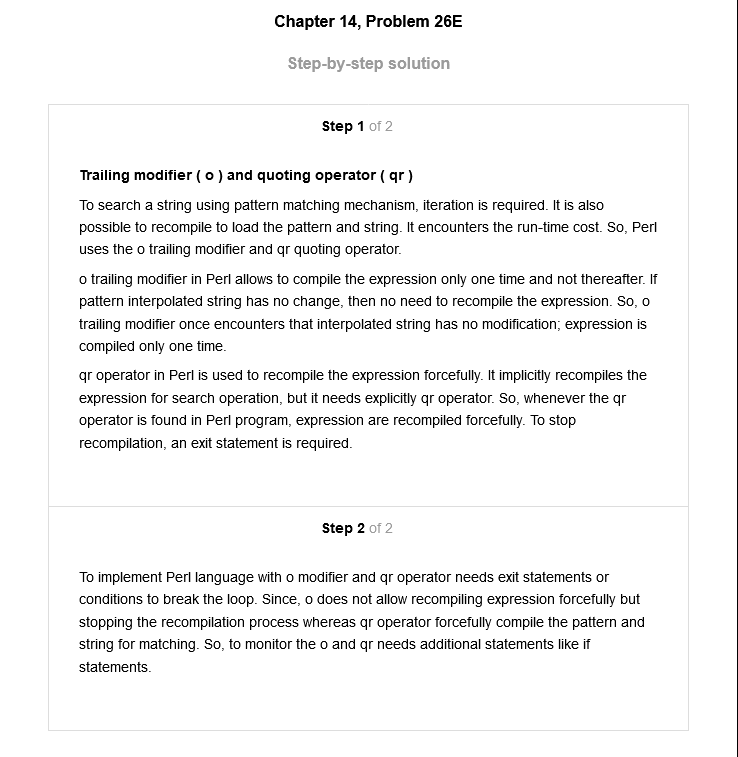 Chapter 14, Problem 26E
Step-by-step solution
Step 1 of 2
Trailing modifier ( o ) and quoting operator ( qr )
To search a string using pattern matching mechanism, iteration is required. It is also
possible to recompile to load the pattern and string. It encounters the run-time cost. So, Perl
uses the o trailing modifier and qr quoting operator.
o trailing modifier in Perl allows to compile the expression only one time and not thereafter. If
pattern interpolated string has no change, then no need to recompile the expression. So, o
trailing modifier once encounters that interpolated string has no modification; expression is
compiled only one time.
qr operator in Perl is used to recompile the expression forcefully. It implicitly recompiles the
expression for search operation, but it needs explicitly qr operator. So, whenever the qr
operator is found in Perl program, expression are recompiled forcefully. To stop
recompilation, an exit statement is required.
Step 2 of 2
To implement Perl language with o modifier and qr operator needs exit statements or
conditions to break the loop. Since, o does not allow recompiling expression forcefully but
stopping the recompilation process whereas qr operator forcefully compile the pattern and
string for matching. So, to monitor the o and qr needs additional statements like if
statements.